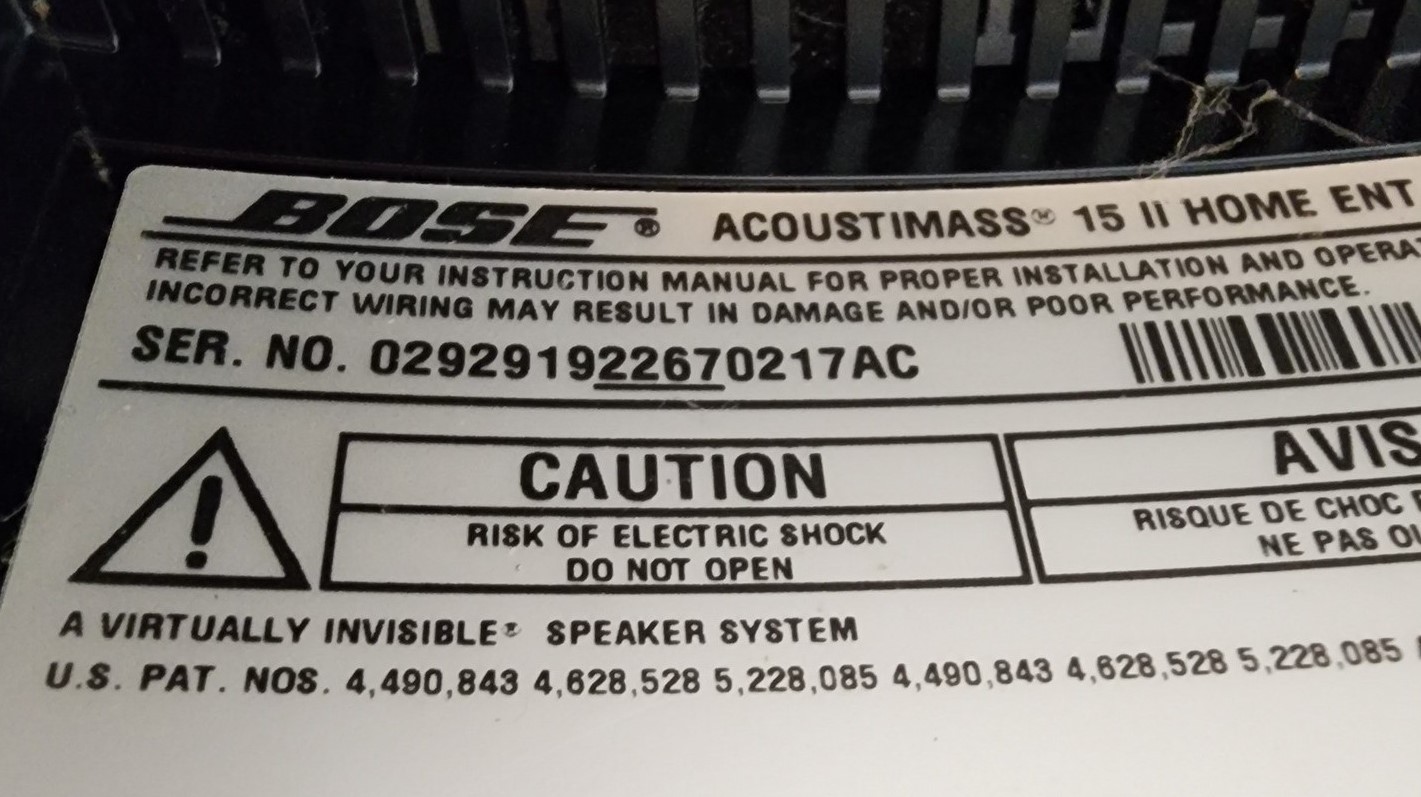 BOSE® ACOUSTIMASS® 15 II HOME ENT
REFER TO YOUR INSTRUCTION MANUAL FOR PROPER INSTALLATION AND OPERA
INCORRECT WIRING MAY RESULT IN DAMAGE AND/OR POOR PERFORMANCE.
SER. NO. 029291922670217AC
CAUTION
RISK OF ELECTRIC SHOCK
DO NOT OPEN
AVIS
RISQUE DE CHOC
NE PAS OU
A VIRTUALLY INVISIBLE® SPEAKER SYSTEM
U.S. PAT. NOS. 4,490,843 4,628,528 5,228,085 4,490,843 4,628,528 5,228,085